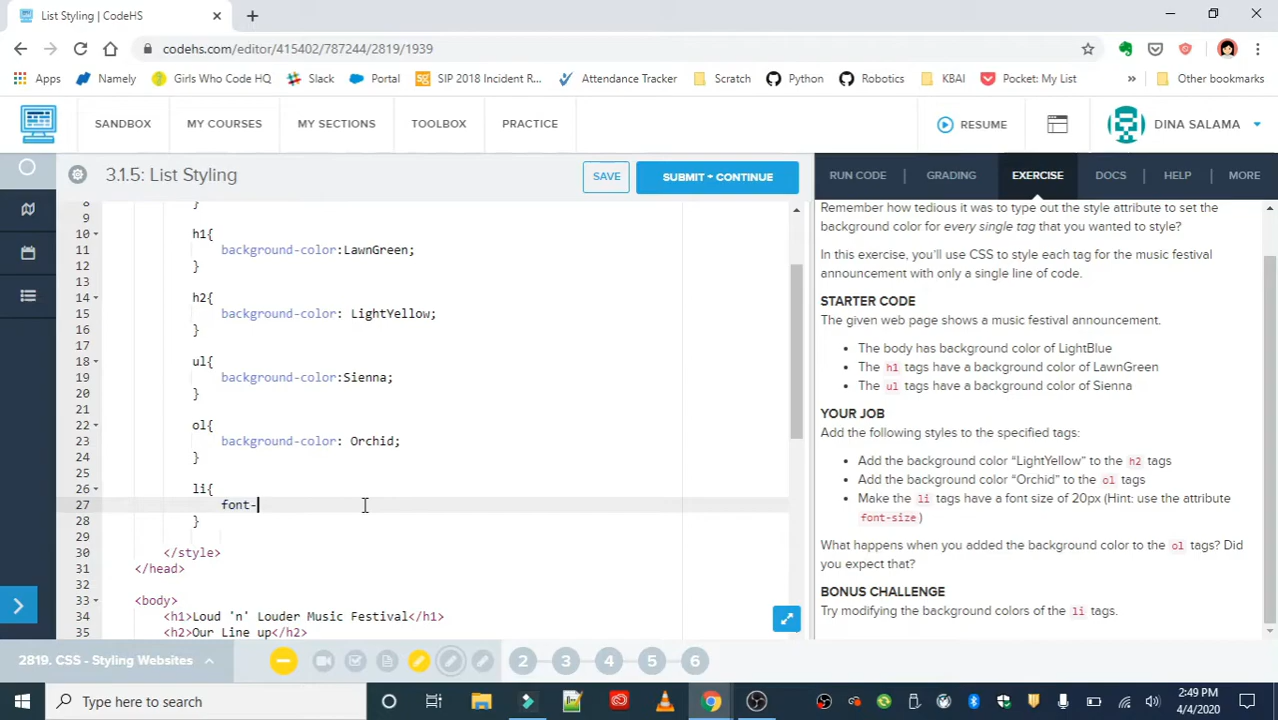 List Styling | CodeHS
codehs.com/editor/415402/787244/2819/1939
Apps Namely Girls Who Code HQ Slack Portal SIP 2018 Incident R... Attendance Tracker Scratch Python Robotics KBAI Pocket: My List » Other bookmarks
SANDBOX MY COURSES MY SECTIONS TOOLBOX PRACTICE RESUME DINA SALAMA
3.1.5: List Styling SAVE SUBMIT + CONTINUE RUN CODE GRADING EXERCISE DOCS HELP MORE
8 }
9
10 h1{
11 background-color:LawnGreen;
12 }
13
14 h2{
15 background-color: LightYellow;
16 }
17
18 ul{
19 background-color:Sienna;
20 }
21
22 ol{
23 background-color: Orchid;
24 }
25
26 li{
27 font-
28 }
29
30 </style>
31 </head>
32
33 <body>
34 <h1>Loud 'n' Louder Music Festival</h1>
35 <h2>Our Line up</h2>
Remember how tedious it was to type out the style attribute to set the
background color for every single tag that you wanted to style?
In this exercise, you'll use CSS to style each tag for the music festival
announcement with only a single line of code.
STARTER CODE
The given web page shows a music festival announcement.
• The body has background color of LightBlue
• The h1 tags have a background color of LawnGreen
• The ul tags have a background color of Sienna
YOUR JOB
Add the following styles to the specified tags:
• Add the background color “LightYellow” to the h2 tags
• Add the background color “Orchid” to the ol tags
• Make the li tags have a font size of 20px (Hint: use the attribute
font-size)
What happens when you added the background color to the ol tags? Did
you expect that?
BONUS CHALLENGE
Try modifying the background colors of the li tags.
2819. CSS - Styling Websites 2 3 4 5 6
Type here to search
2:49 PM
4/4/2020